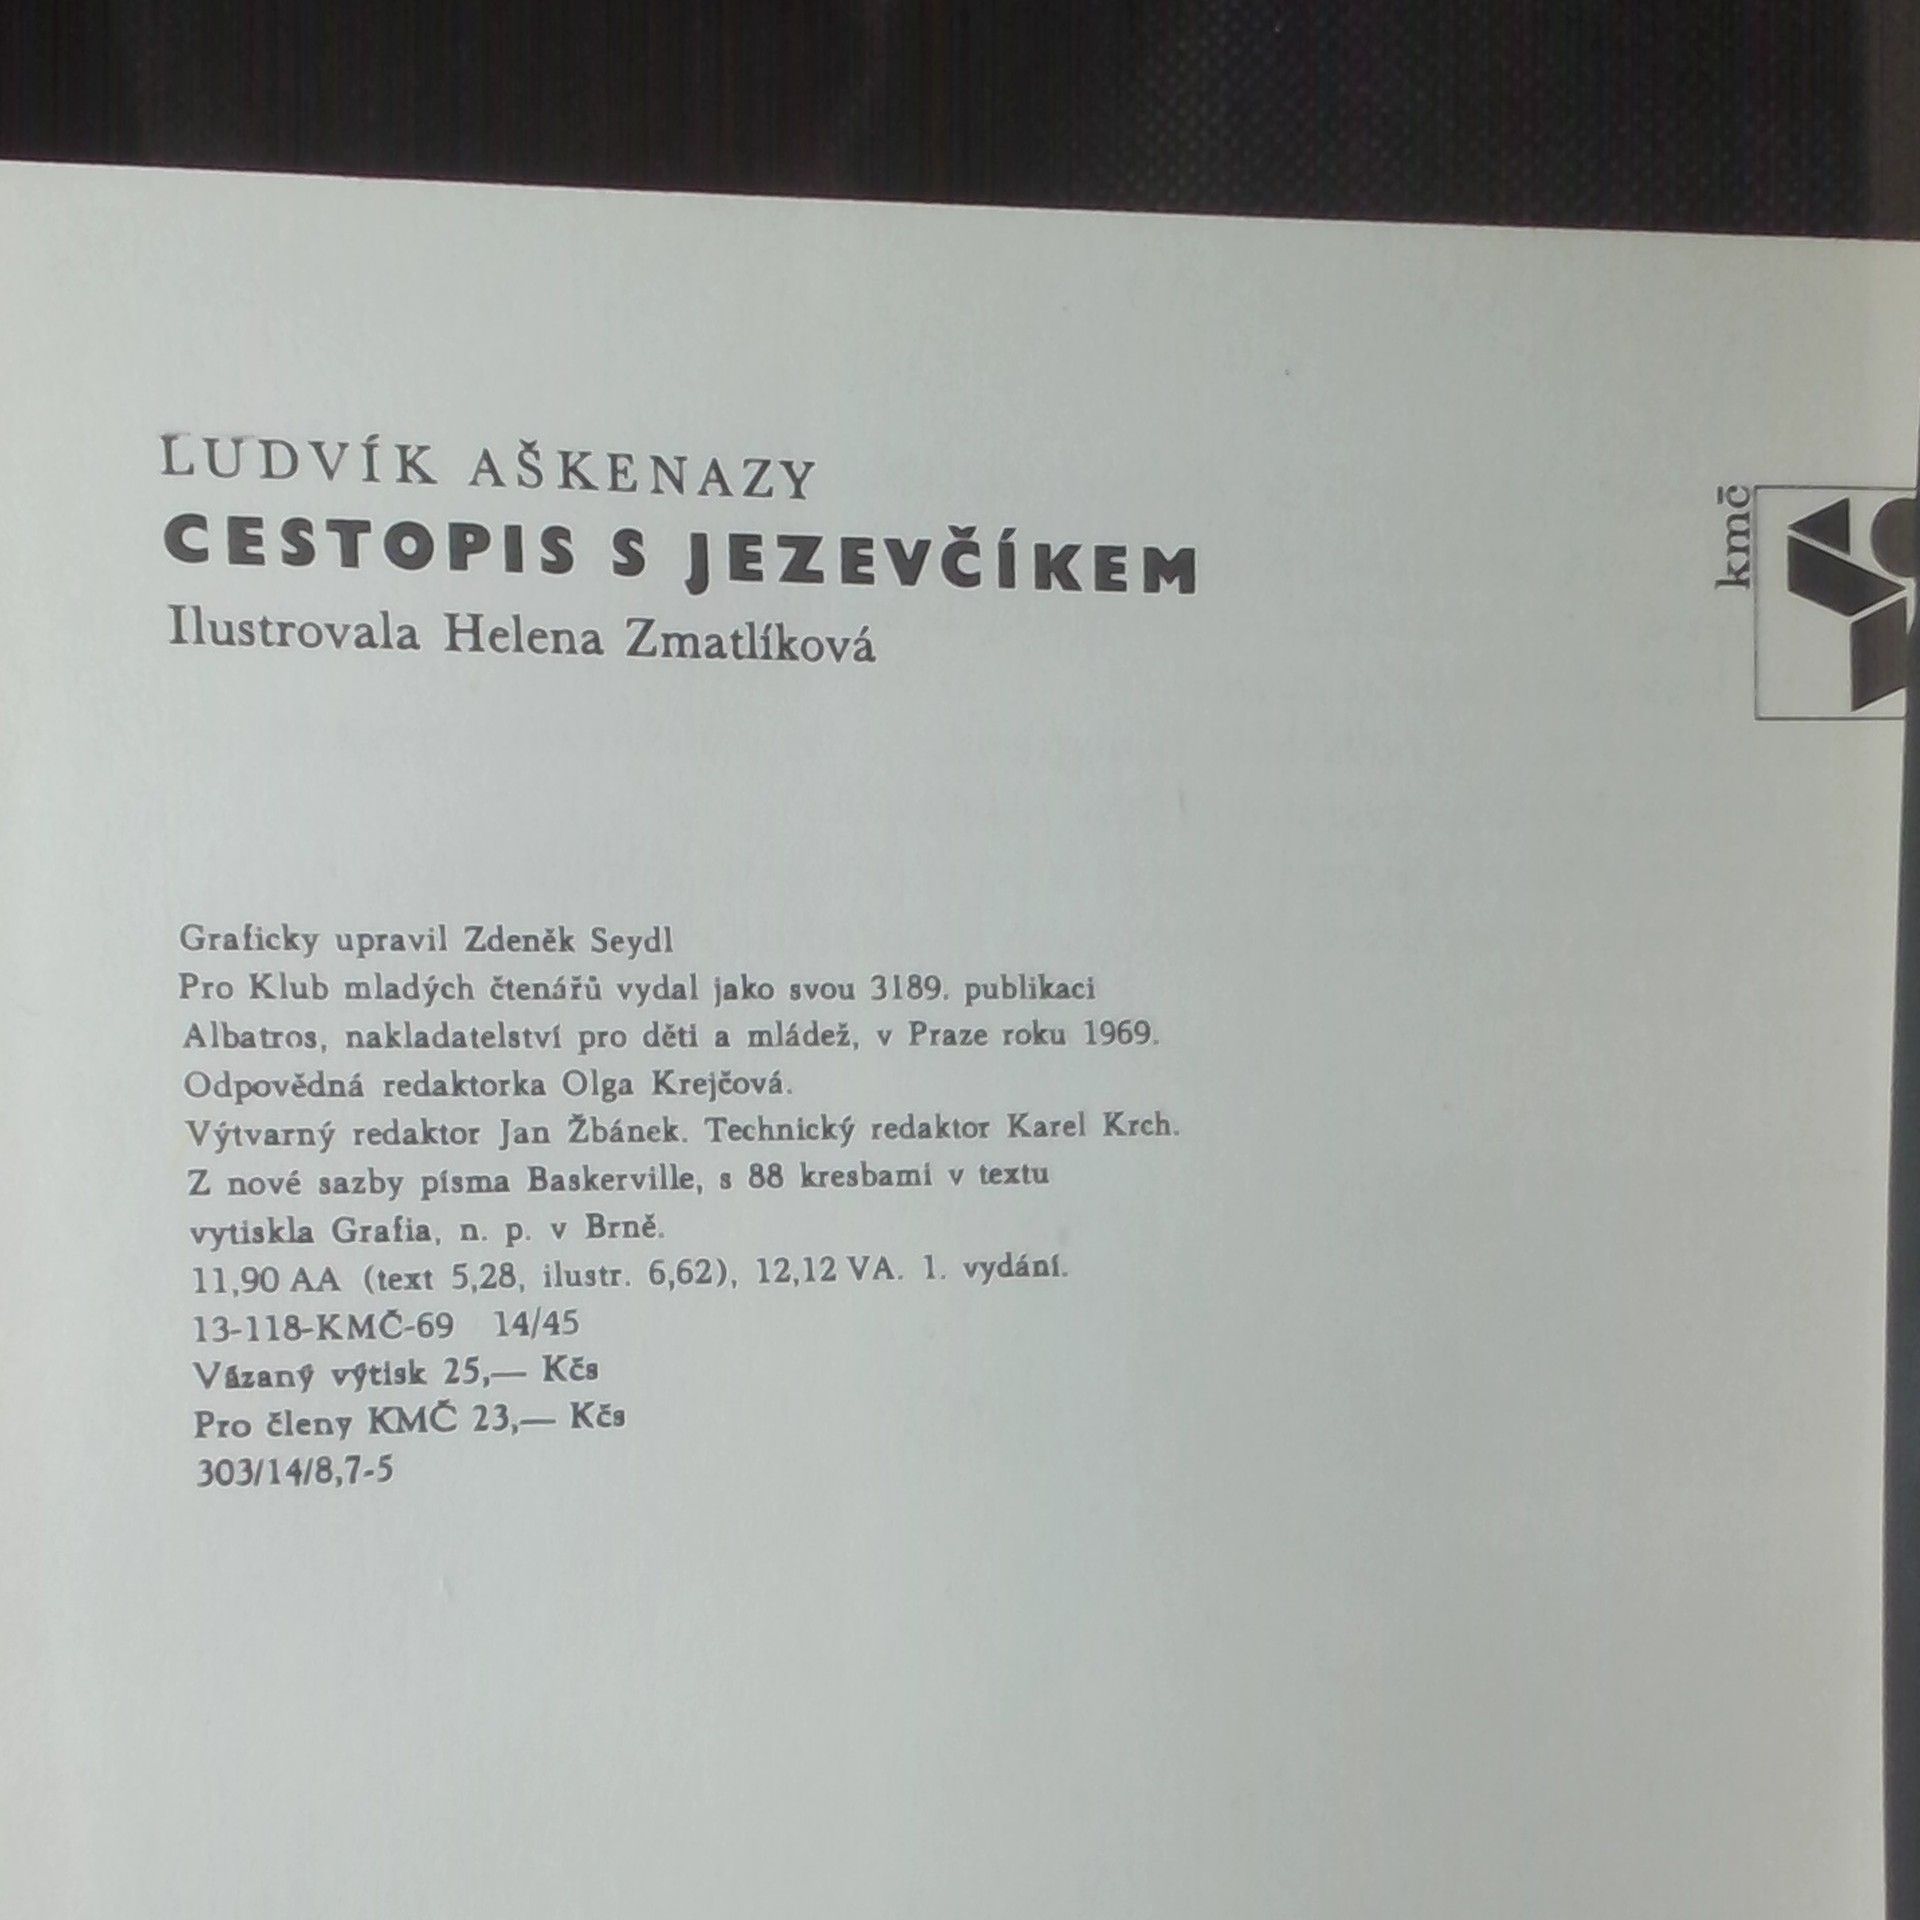 LUDVÍK AŠKENAZY
CESTOPIS S JEZEVČÍKEM
Ilustrovala Helena Zmatlíková
kmč
Graficky upravil Zdeněk Seydl
Pro Klub mladých čtenářů vydal jako svou 3189. publikaci
Albatros, nakladatelství pro děti a mládež, v Praze roku 1969.
Odpovědná redaktorka Olga Krejčová.
Výtvarný redaktor Jan Žbánek. Technický redaktor Karel Krch.
Z nové sazby písma Baskerville, s 88 kresbami v textu
vytiskla Grafia, n. p. v Brně.
11,90 AA (text 5,28, ilustr. 6,62), 12,12 VA. 1. vydání.
13-118-KMČ-69 14/45
Vázaný výtisk 25,— Kčs
Pro členy KMČ 23,— Kčs
303/14/8,7-5